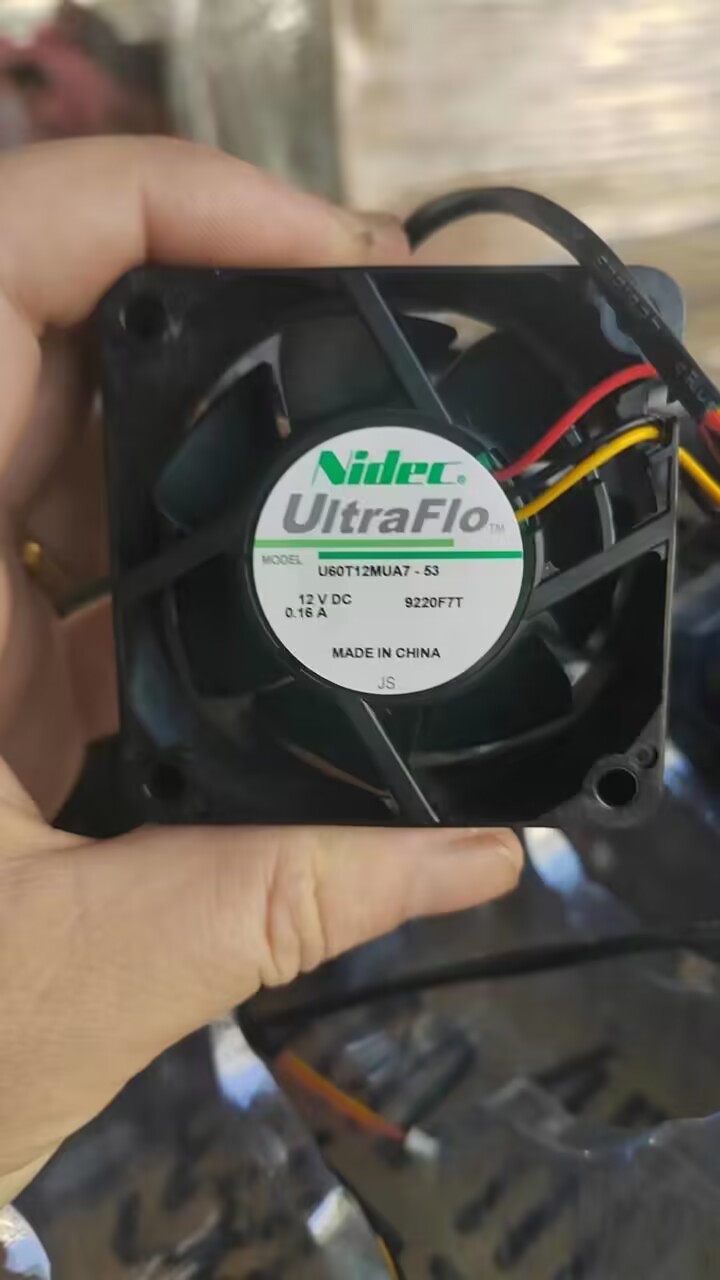 Nidec®
UltraFlo™
MODEL U60T12MUA7 - 53
12 V DC 9220F7T
0.16 A
MADE IN CHINA
JS